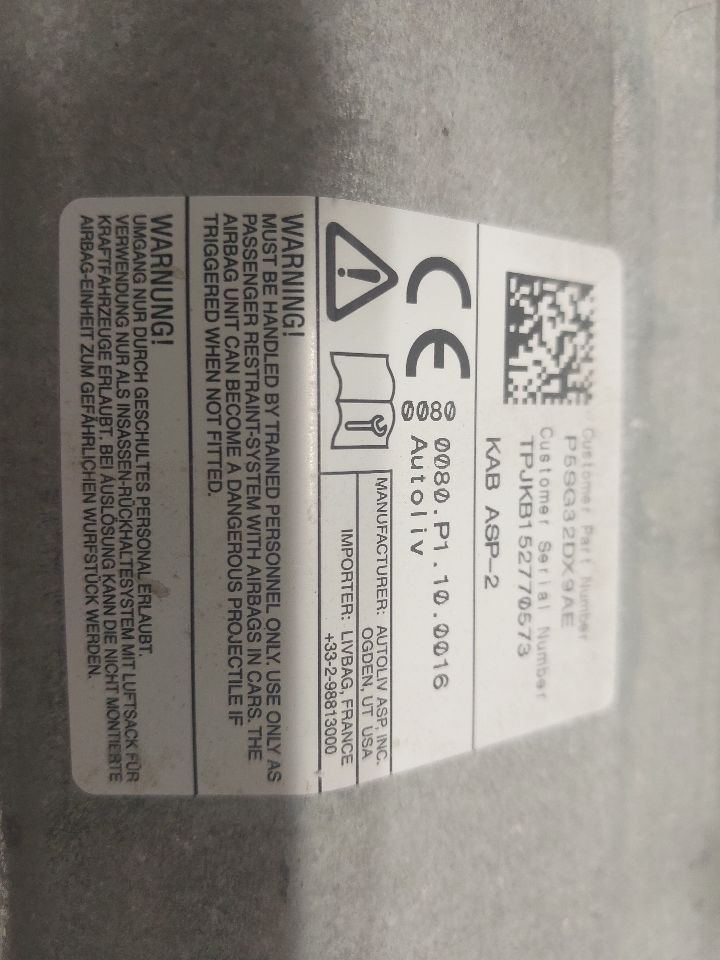 Customer Part Number
P5SG32DX9AE
Customer Serial Number
TPJKB152770573
KAB ASP-2
CE 0080 0080.P1.10.0016
0080 Autoliv
MANUFACTURER: AUTOLIV ASP, INC.
OGDEN, UT USA
IMPORTER: LIVBAG, FRANCE
+33-2-98813000
WARNING!
MUST BE HANDLED BY TRAINED PERSONNEL ONLY. USE ONLY AS
PASSENGER RESTRAINT-SYSTEM WITH AIRBAGS IN CARS. THE
AIRBAG UNIT CAN BECOME A DANGEROUS PROJECTILE IF
TRIGGERED WHEN NOT FITTED.
WARNUNG!
UMGANG NUR DURCH GESCHULTES PERSONAL ERLAUBT.
VERWENDUNG NUR ALS INSASSEN-RÜCKHALTESYSTEM MIT LUFTSACK FÜR
KRAFTFAHRZEUGE ERLAUBT. BEI AUSLÖSUNG KANN DIE NICHT MONTIERTE
AIRBAG-EINHEIT ZUM GEFÄHRLICHEN WURFSTÜCK WERDEN.